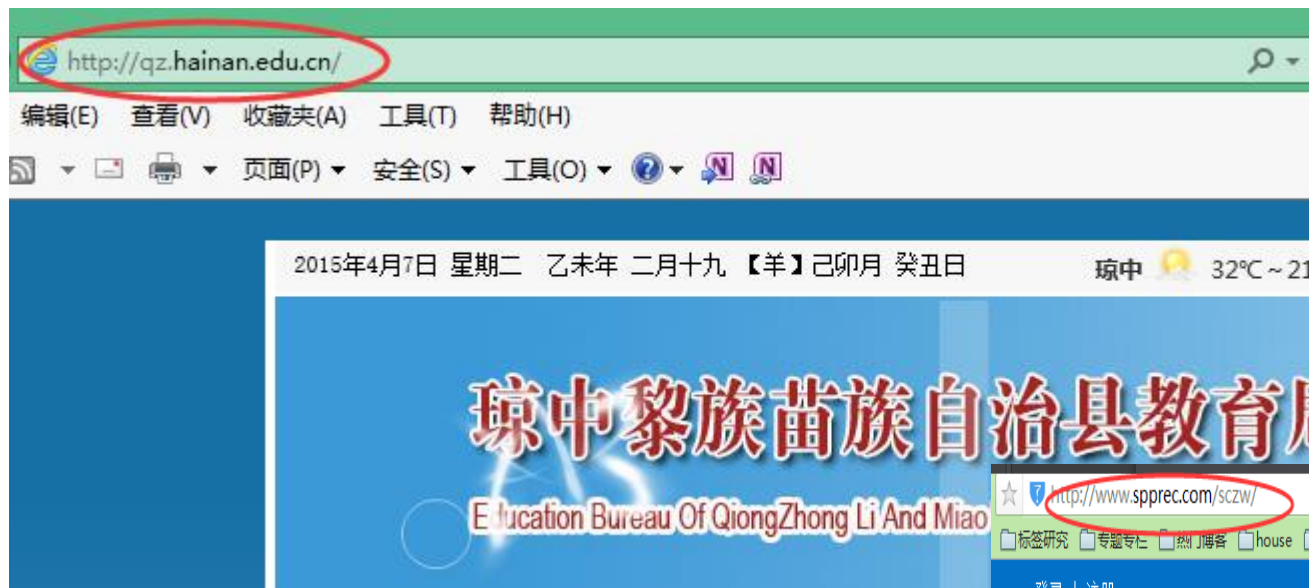 http://qz.hainan.edu.cn/
编辑(E) 查看(V) 收藏夹(A) 工具(T) 帮助(H)
页面(P) 安全(S) 工具(O)
2015年4月7日 星期二 乙未年 二月十九 【羊】己卯月 癸丑日 琼中 32℃~21
琼中黎族苗族自治县教育局
Education Bureau Of QiongZhong Li And Miao
http://www.spprec.com/sczw/
标签研究 专题专栏 热门博客 house
登录 | 注册